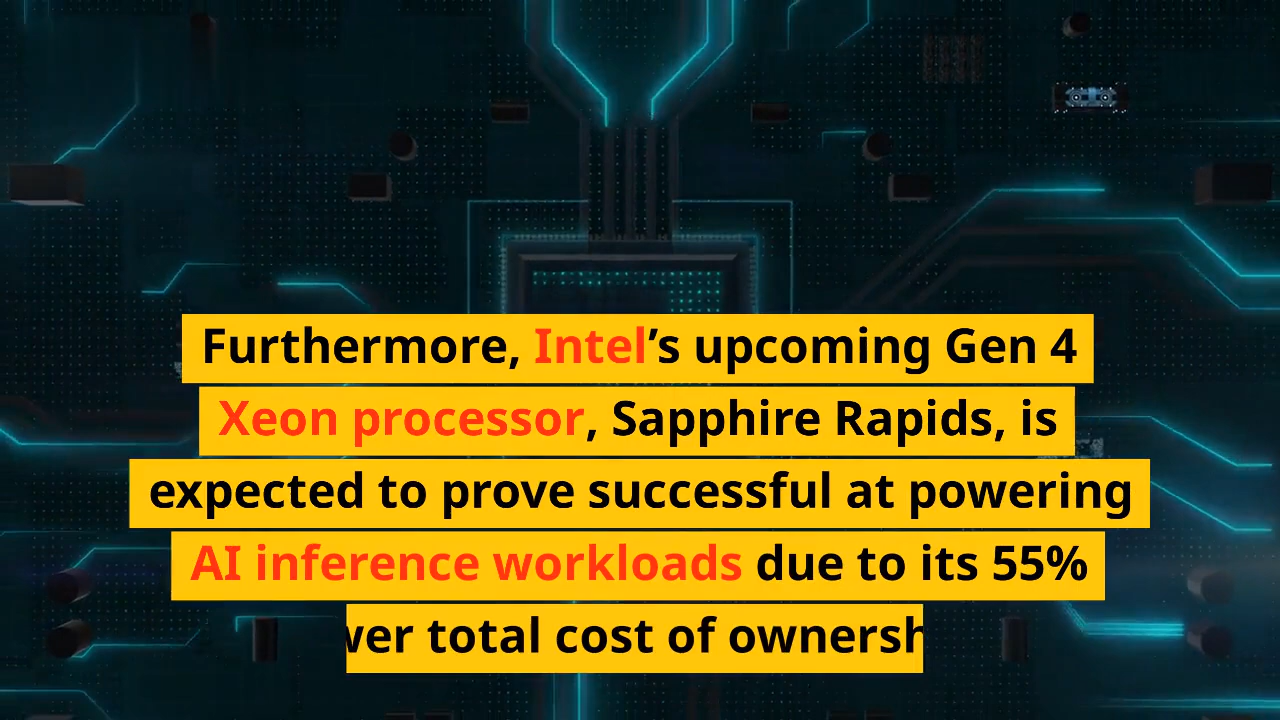 Furthermore, Intel’s upcoming Gen 4
Xeon processor, Sapphire Rapids, is
expected to prove successful at powering
AI inference workloads due to its 55%
wer total cost of ownersh